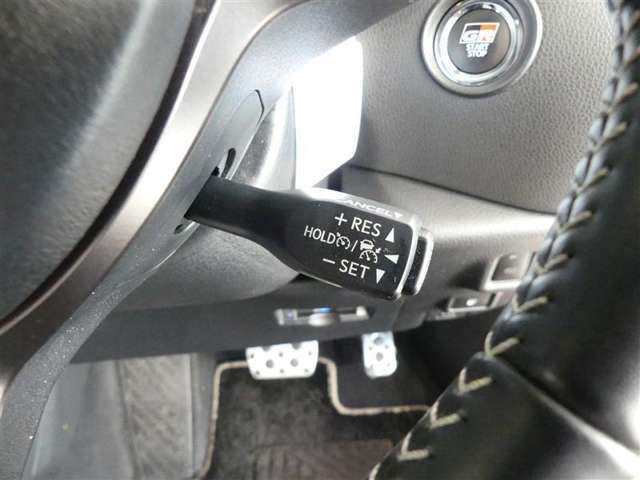 GR
START
STOP
CANCEL
+ RES ▲
HOLD /
- SET ▼